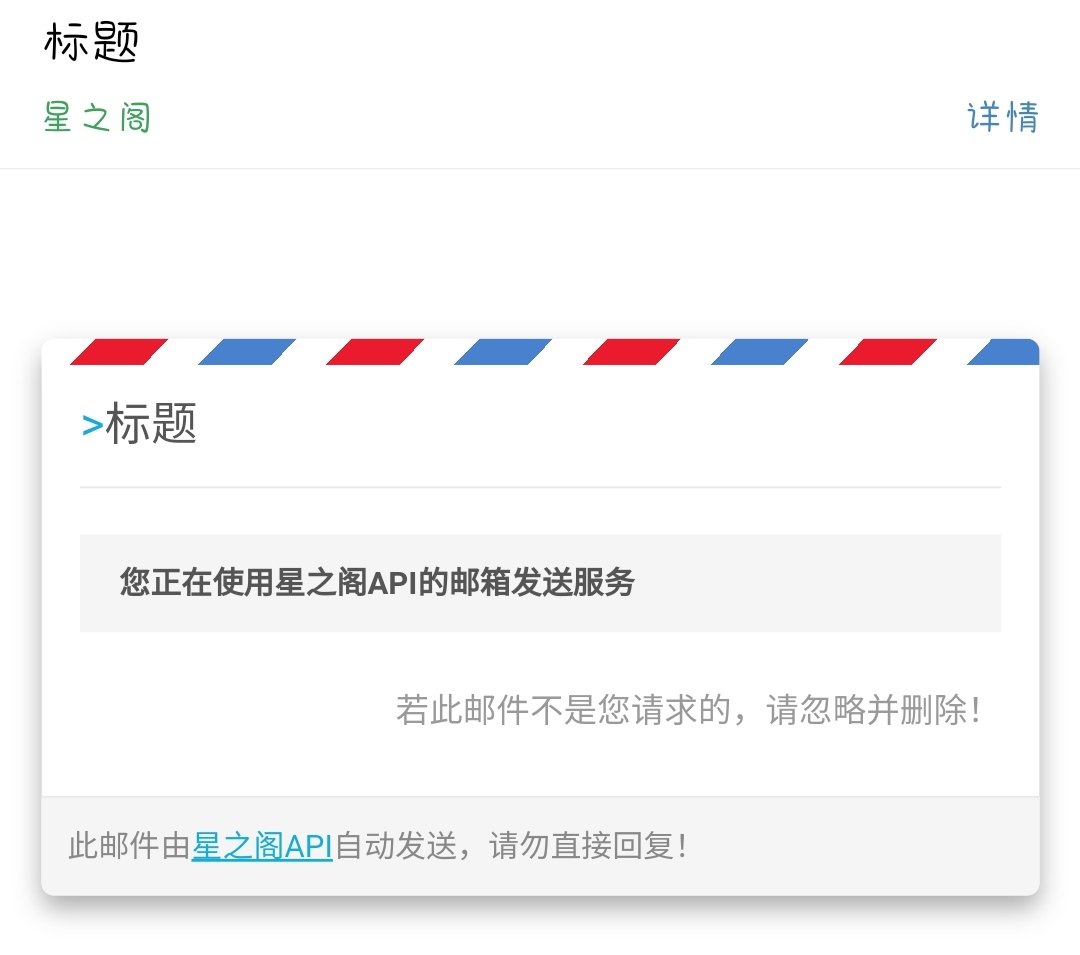 标题
星之阁 详情
>标题
您正在使用星之阁API的邮箱发送服务
若此邮件不是您请求的，请忽略并删除！
此邮件由星之阁API自动发送，请勿直接回复！